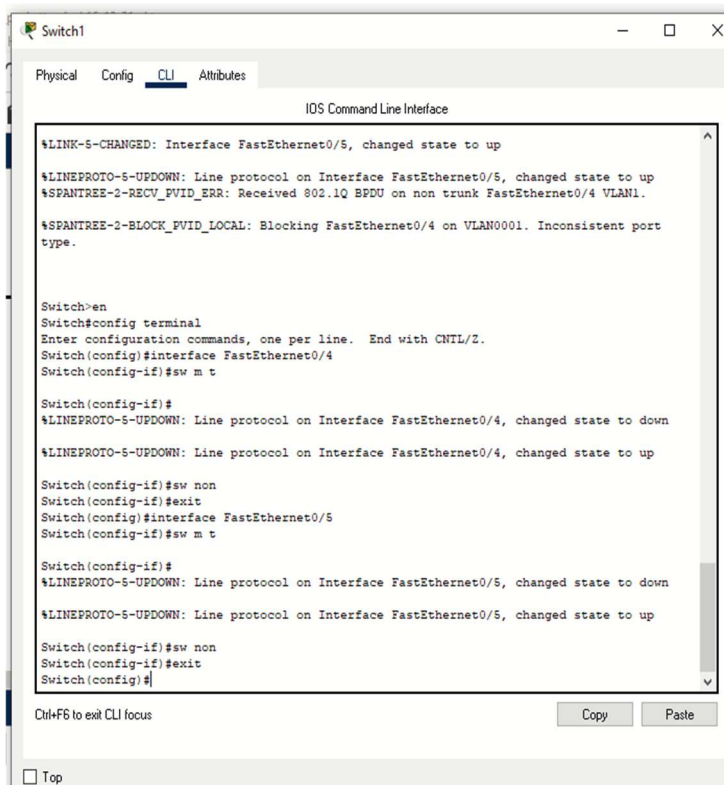 Switch1
Physical Config CLI Attributes
IOS Command Line Interface
%LINK-5-CHANGED: Interface FastEthernet0/5, changed state to up
%LINEPROTO-5-UPDOWN: Line protocol on Interface FastEthernet0/5, changed state to up
%SPANTREE-2-RECV_PVID_ERR: Received 802.1Q BPDU on non trunk FastEthernet0/4 VLAN1.
%SPANTREE-2-BLOCK_PVID_LOCAL: Blocking FastEthernet0/4 on VLAN0001. Inconsistent port
type.
Switch>en
Switch#config terminal
Enter configuration commands, one per line. End with CNTL/Z.
Switch(config)#interface FastEthernet0/4
Switch(config-if)#sw m t
Switch(config-if)#
%LINEPROTO-5-UPDOWN: Line protocol on Interface FastEthernet0/4, changed state to down
%LINEPROTO-5-UPDOWN: Line protocol on Interface FastEthernet0/4, changed state to up
Switch(config-if)#sw non
Switch(config-if)#exit
Switch(config)#interface FastEthernet0/5
Switch(config-if)#sw m t
Switch(config-if)#
%LINEPROTO-5-UPDOWN: Line protocol on Interface FastEthernet0/5, changed state to down
%LINEPROTO-5-UPDOWN: Line protocol on Interface FastEthernet0/5, changed state to up
Switch(config-if)#sw non
Switch(config-if)#exit
Switch(config)#
Ctrl+F6 to exit CLI focus
Copy Paste
Top